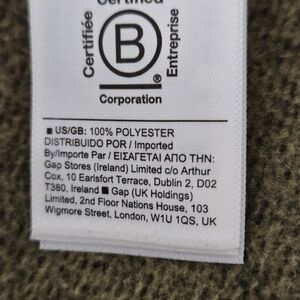 Certified
Certifiée
B
®
Entreprise
Corporation
■ US/GB: 100% POLYESTER
DISTRIBUIDO POR / Imported
By/Importe Par / ΕΙΣΑΓΕΤΑΙ ΑΠΟ ΤΗΝ:
Gap Stores (Ireland) Limited c/o Arthur
Cox, 10 Earlsfort Terrace, Dublin 2, D02
T380, Ireland ■ Gap (UK Holdings)
Limited, 2nd Floor Nations House, 103
Wigmore Street, London, W1U 1QS, UK